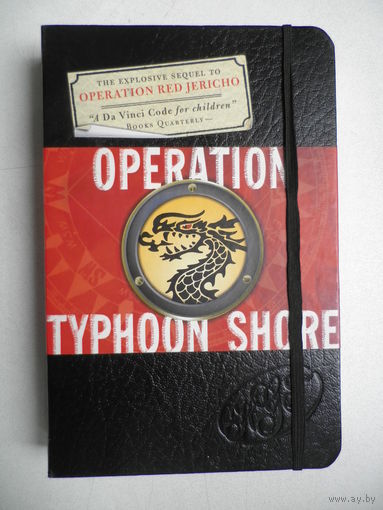 THE EXPLOSIVE SEQUEL TO
OPERATION RED JERICHO
"A Da Vinci Code for children"
BOOKS QUARTERLY—
OPERATION
TYPHOON SHORE
www.ay.by